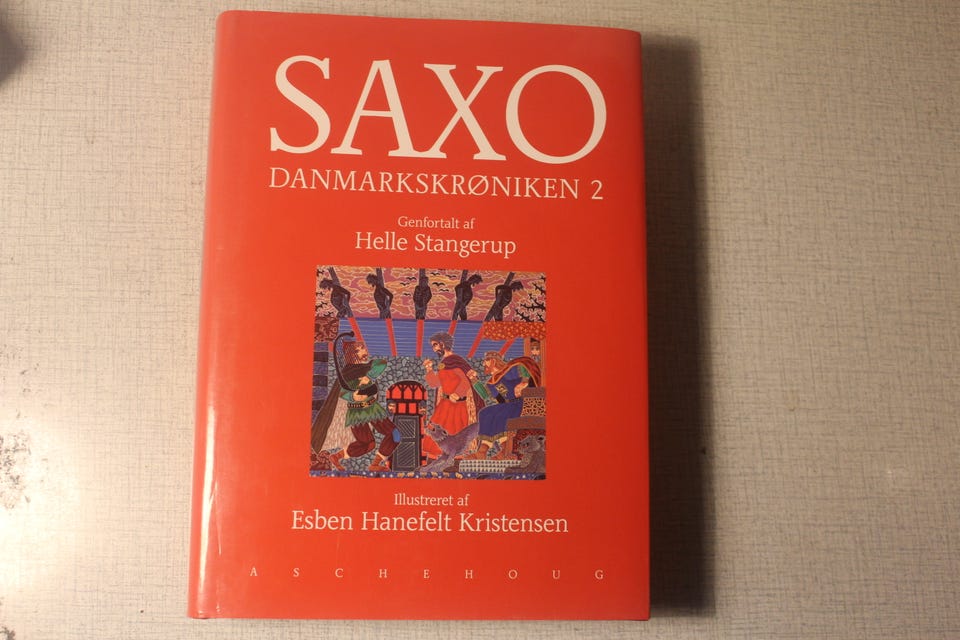 SAXO
DANMARKSKRØNIKEN 2
Genfortalt af
Helle Stangerup
Illustreret af
Esben Hanefelt Kristensen
ASCHEHOUG